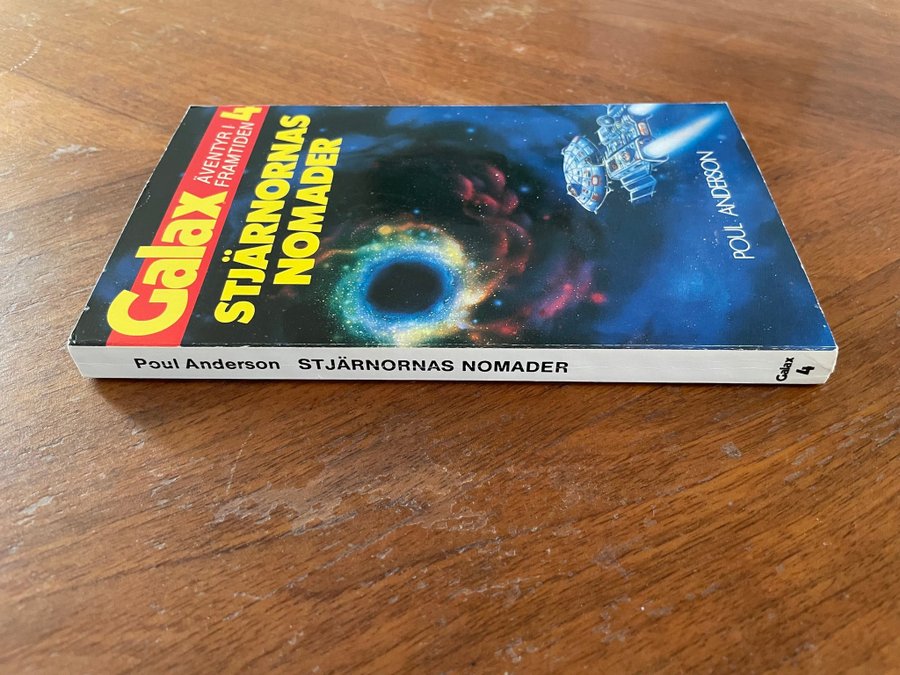 Galax
ÄVENTYR I
FRAMTIDEN
4
STJÄRNORNAS
NOMADER
POUL ANDERSON
Poul Anderson STJÄRNORNAS NOMADER
Galax
4